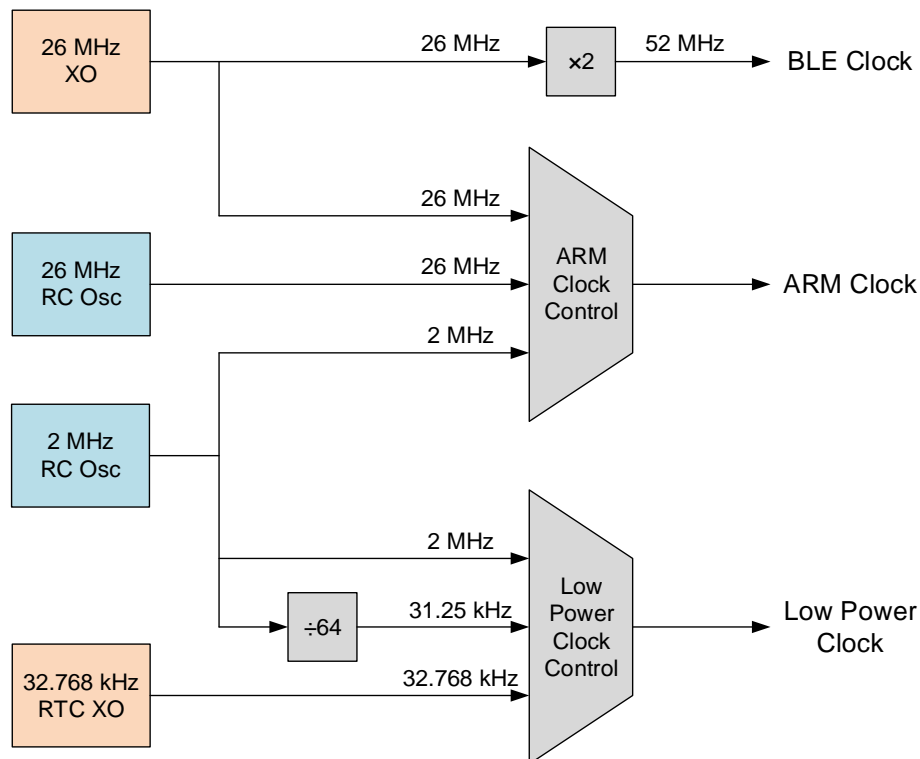 26 MHz
XO
26 MHz
×2
52 MHz
BLE Clock
26 MHz
26 MHz
RC Osc
26 MHz
2 MHz
ARM
Clock
Control
ARM Clock
2 MHz
RC Osc
2 MHz
÷64
31.25 kHz
32.768 kHz
RTC XO
32.768 kHz
Low
Power
Clock
Control
Low Power
Clock